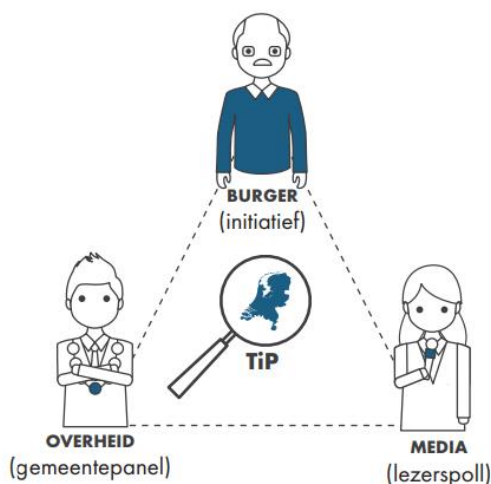 BURGER
(initiatief)
TiP
OVERHEID
(gemeentepanel)
MEDIA
(lezerspoll)